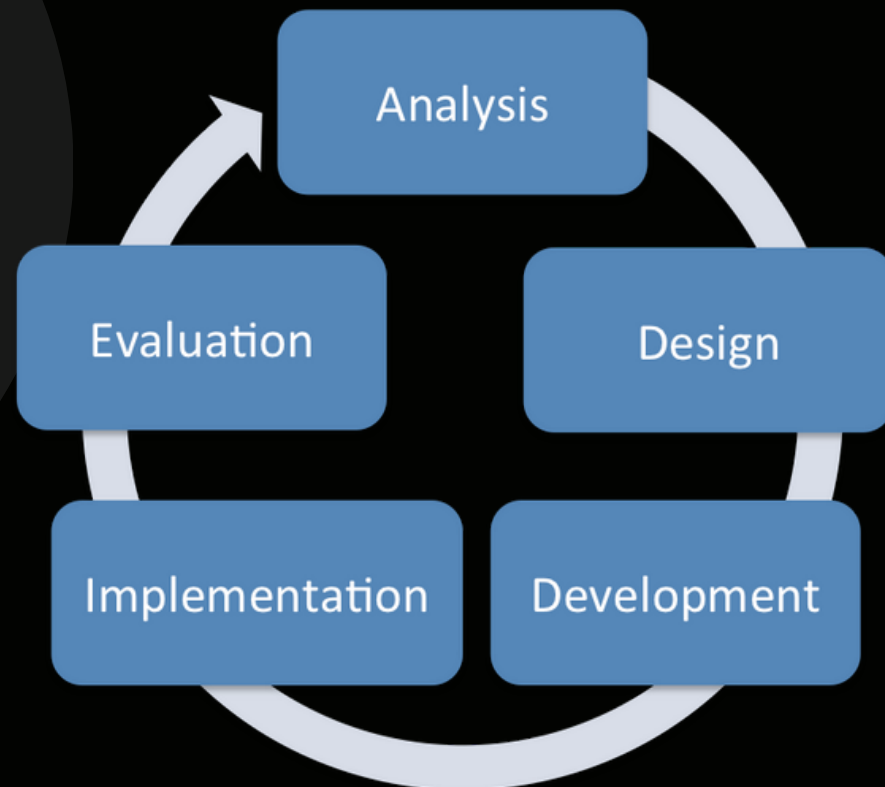 Analysis
Design
Development
Implementation
Evaluation